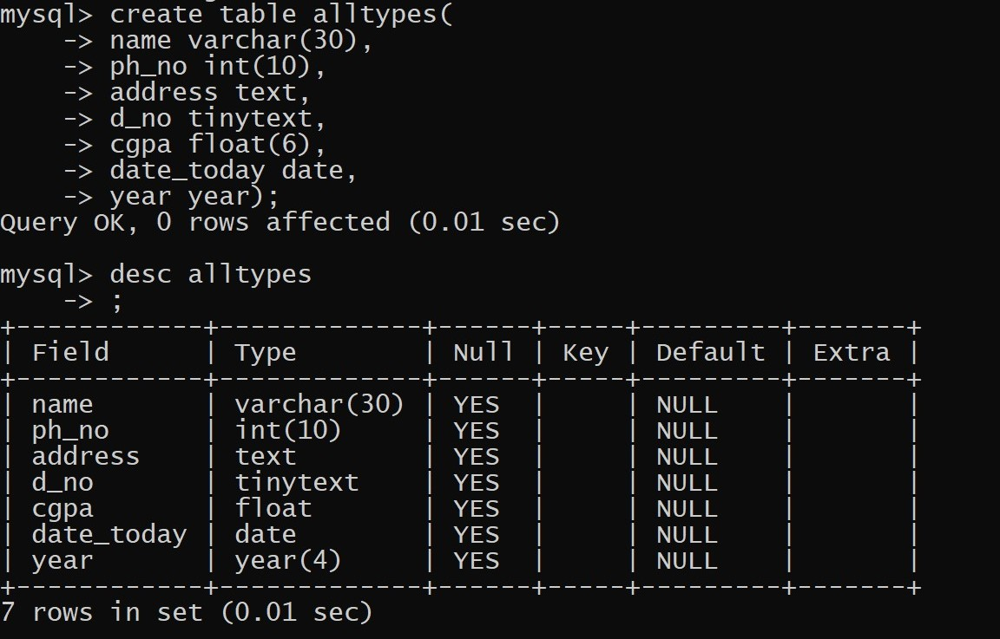 mysql> create table alltypes(
    -> name varchar(30),
    -> ph_no int(10),
    -> address text,
    -> d_no tinytext,
    -> cgpa float(6),
    -> date_today date,
    -> year year);
Query OK, 0 rows affected (0.01 sec)

mysql> desc alltypes
    -> ;
+------------+-------------+------+-----+---------+-------+
| Field      | Type        | Null | Key | Default | Extra |
+------------+-------------+------+-----+---------+-------+
| name       | varchar(30) | YES  |     | NULL    |       |
| ph_no      | int(10)     | YES  |     | NULL    |       |
| address    | text        | YES  |     | NULL    |       |
| d_no       | tinytext    | YES  |     | NULL    |       |
| cgpa       | float       | YES  |     | NULL    |       |
| date_today | date        | YES  |     | NULL    |       |
| year       | year(4)     | YES  |     | NULL    |       |
+------------+-------------+------+-----+---------+-------+
7 rows in set (0.01 sec)